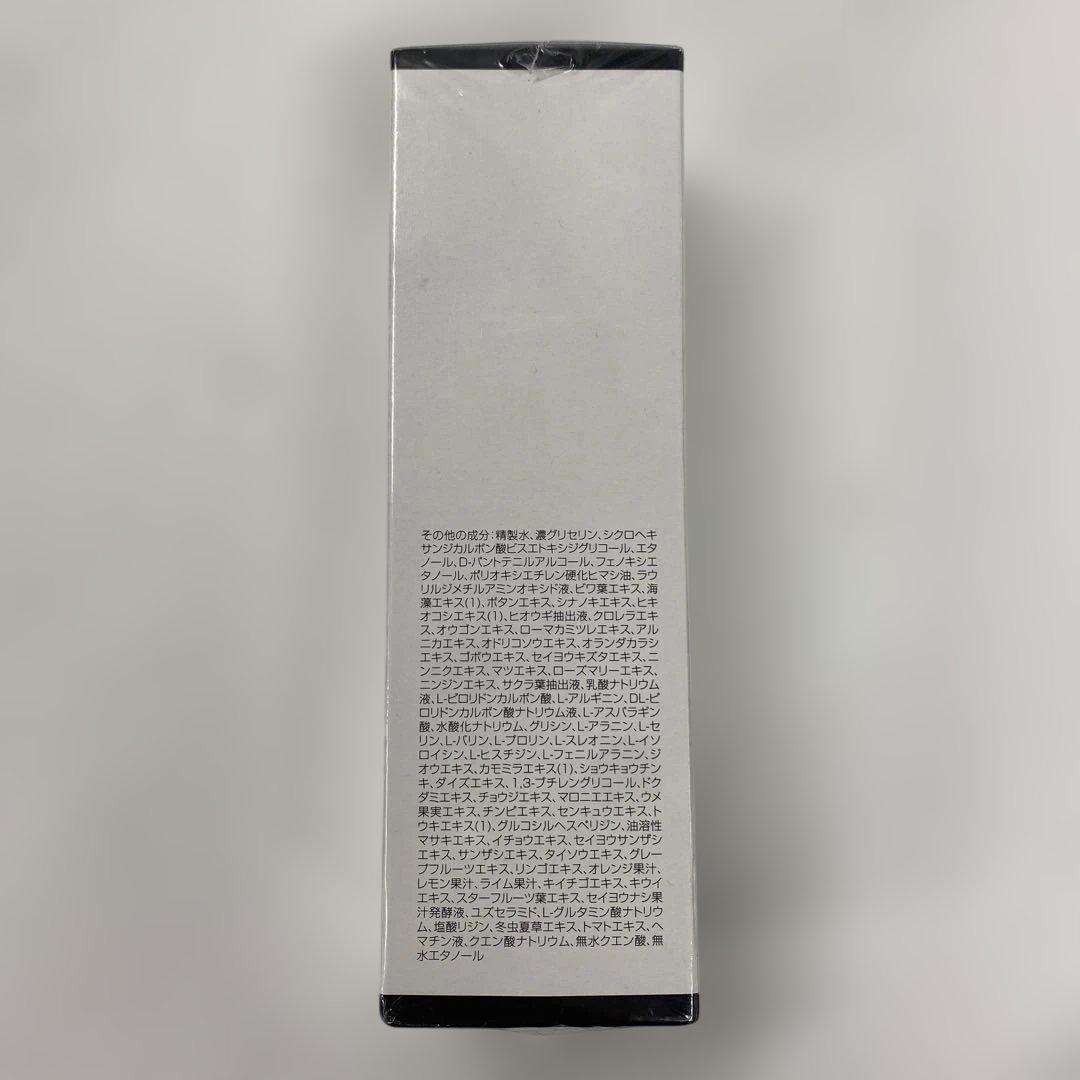 その他の成分:精製水、濃グリセリン、シクロヘキ
サンジカルボン酸ビスエトキシジグリコール、エタ
ノール、D-パントテニルアルコール、フェノキシエ
タノール、ポリオキシエチレン硬化ヒマシ油、ラウ
リルジメチルアミンオキシド液、ビワ葉エキス、海
藻エキス(1)、ボタンエキス、シナノキエキス、ヒキ
オコシエキス(1)、ヒオウギ抽出液、クロレラエキ
ス、オウゴンエキス、ローマカミツレエキス、アル
ニカエキス、オドリコソウエキス、オランダカラシ
エキス、ゴボウエキス、セイヨウキズタエキス、ニ
ンニクエキス、マツエキス、ローズマリーエキス、
ニンジンエキス、サクラ葉抽出液、乳酸ナトリウム
液、L-ピロリドンカルボン酸、L-アルギニン、DL-ピ
ロリドンカルボン酸ナトリウム液、L-アスパラギン
酸、水酸化ナトリウム、グリシン、L-アラニン、L-セ
リン、L-バリン、L-プロリン、L-スレオニン、L-イソ
ロイシン、L-ヒスチジン、L-フェニルアラニン、ジ
オウエキス、カモミラエキス(1)、ショウキョウチン
キ、ダイズエキス、1,3-ブチレングリコール、ドク
ダミエキス、チョウジエキス、マロニエエキス、ウメ
果実エキス、チンピエキス、センキュウエキス、ト
ウキエキス(1)、グルコシルヘスペリジン、油溶性
マサキエキス、イチョウエキス、セイヨウサンザシ
エキス、サンザシエキス、タイソウエキス、グレー
プフルーツエキス、リンゴエキス、オレンジ果汁、
レモン果汁、ライム果汁、キイチゴエキス、キウイ
エキス、スターフルーツ葉エキス、セイヨウナシ果
汁発酵液、ユズセラミド、L-グルタミン酸ナトリウ
ム、塩酸リジン、冬虫夏草エキス、トマトエキス、ヘ
マチン液、クエン酸ナトリウム、無水クエン酸、無
水エタノール